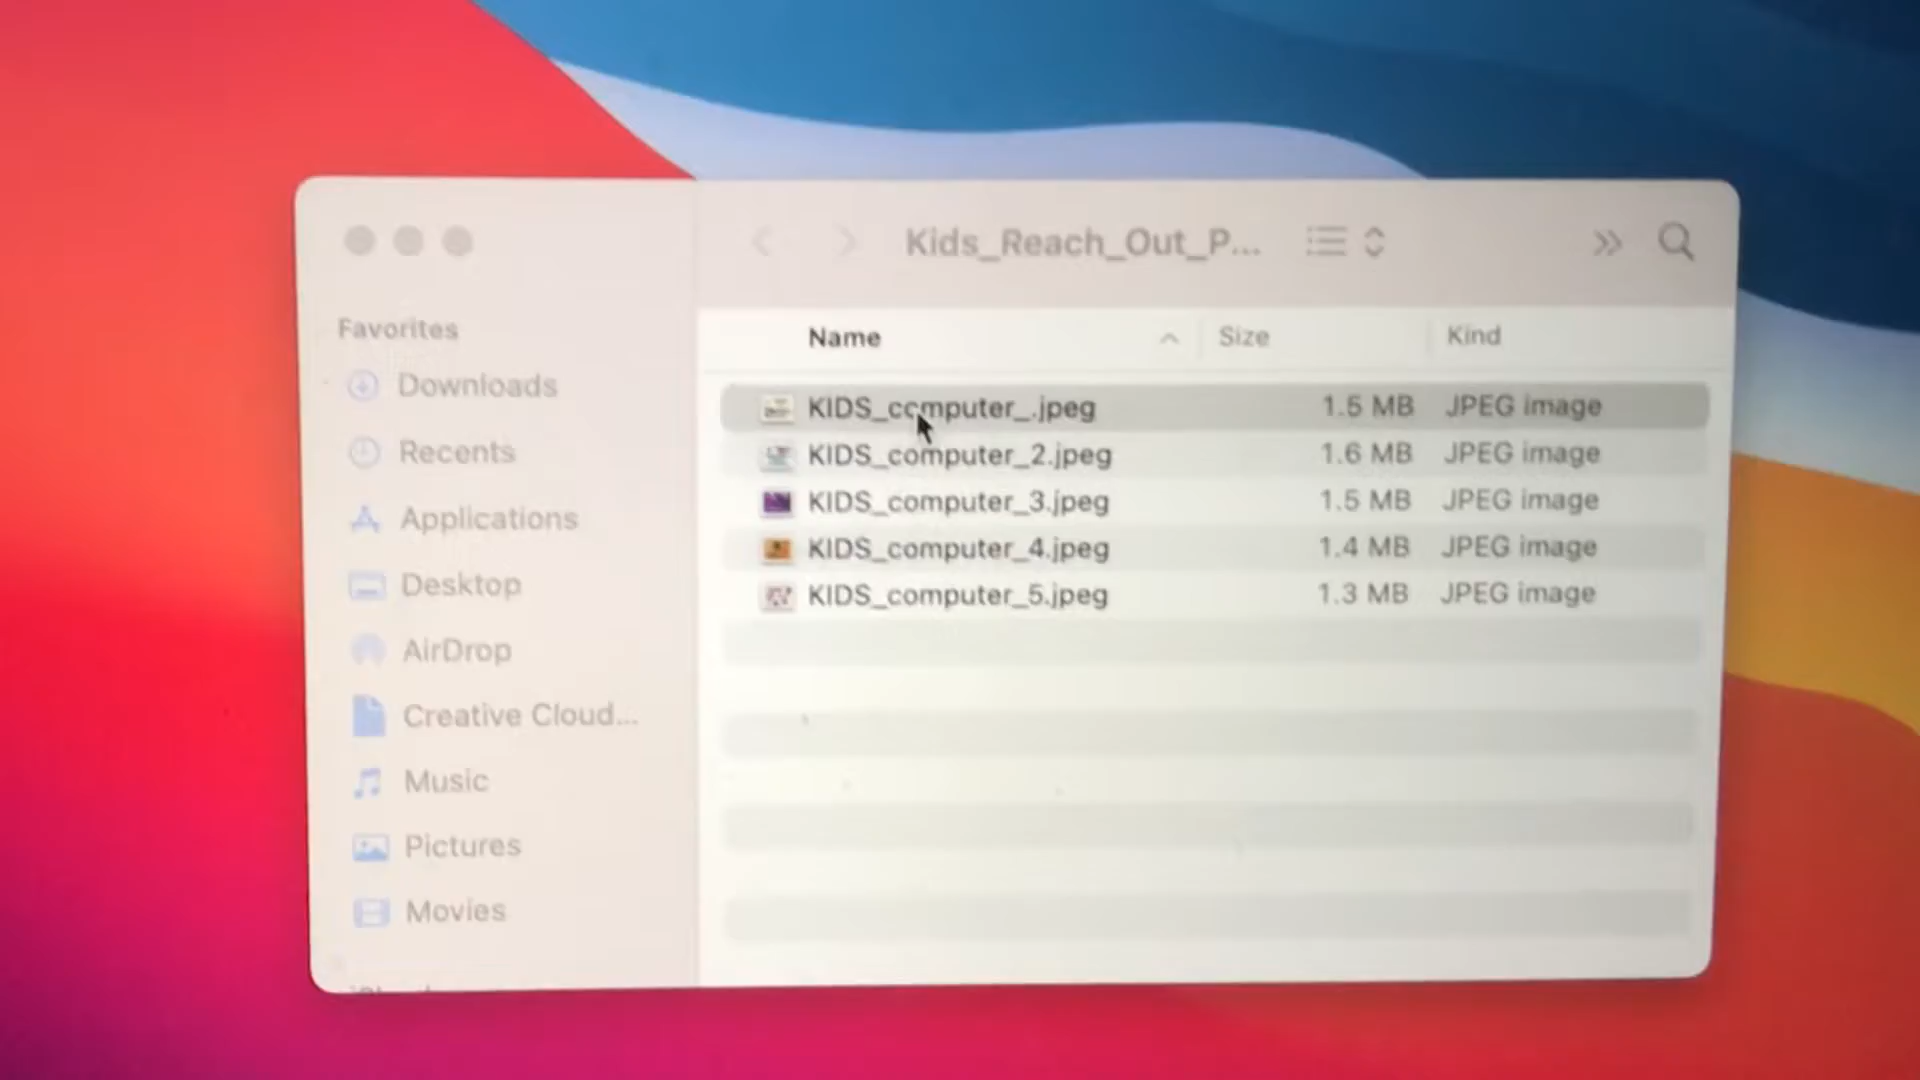 Kids_Reach_Out_P...
Favorites
Downloads
Recents
Applications
Desktop
AirDrop
Creative Cloud...
Music
Pictures
Movies
Name Size Kind
KIDS_computer_.jpeg 1.5 MB JPEG image
KIDS_computer_2.jpeg 1.6 MB JPEG image
KIDS_computer_3.jpeg 1.5 MB JPEG image
KIDS_computer_4.jpeg 1.4 MB JPEG image
KIDS_computer_5.jpeg 1.3 MB JPEG image